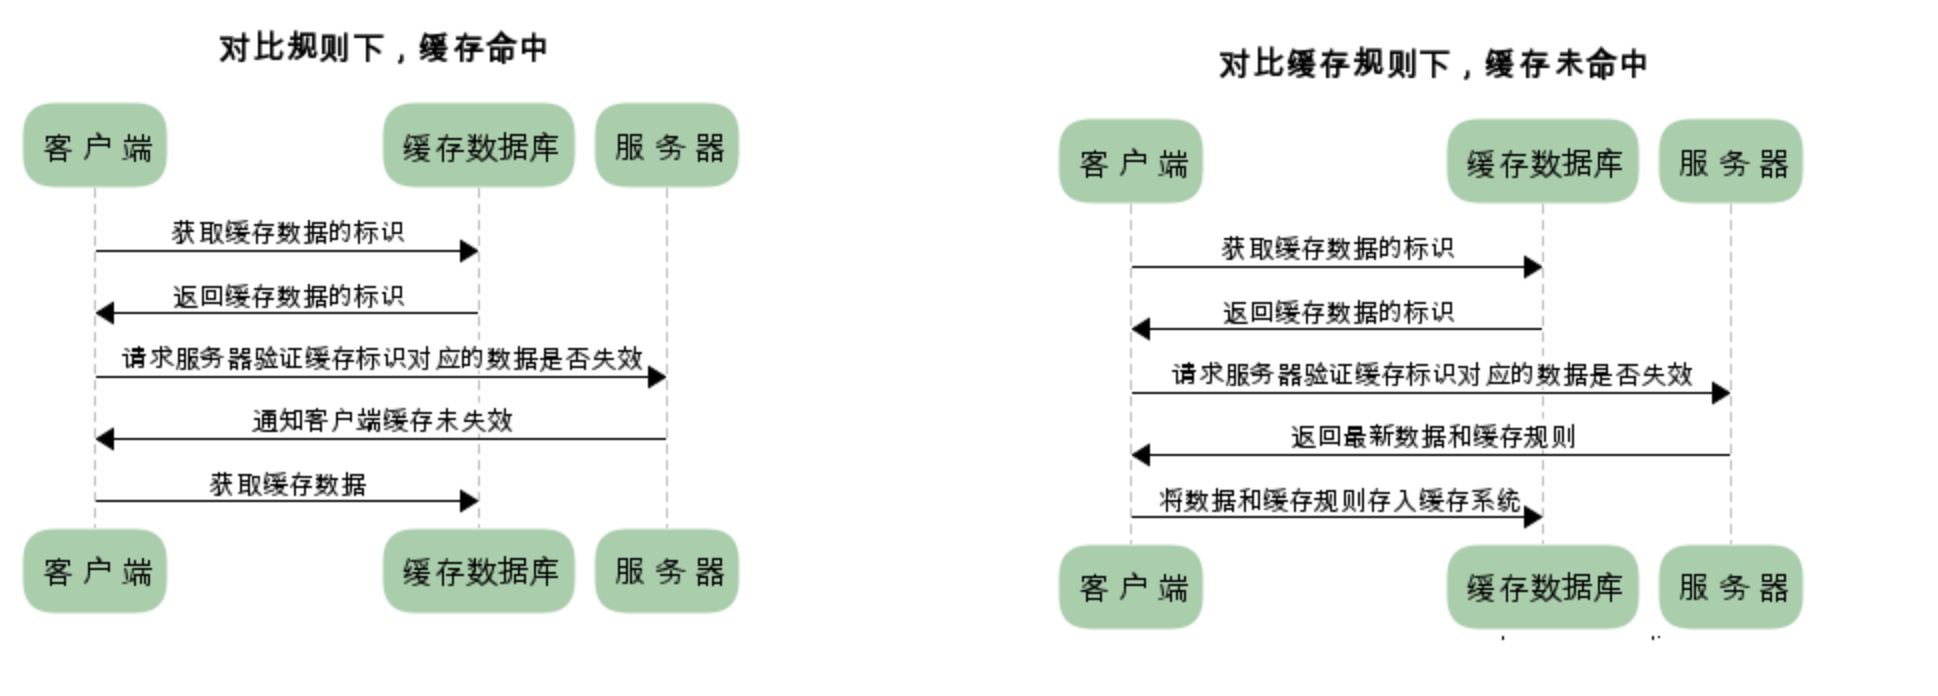 对比规则下，缓存命中
客户端
缓存数据库
服务器
获取缓存数据的标识
返回缓存数据的标识
请求服务器验证缓存标识对应的数据是否失效
通知客户端缓存未失效
获取缓存数据
客户端
缓存数据库
服务器
对比缓存规则下，缓存未命中
客户端
缓存数据库
服务器
获取缓存数据的标识
返回缓存数据的标识
请求服务器验证缓存标识对应的数据是否失效
返回最新数据和缓存规则
将数据和缓存规则存入缓存系统
客户端
缓存数据库
服务器